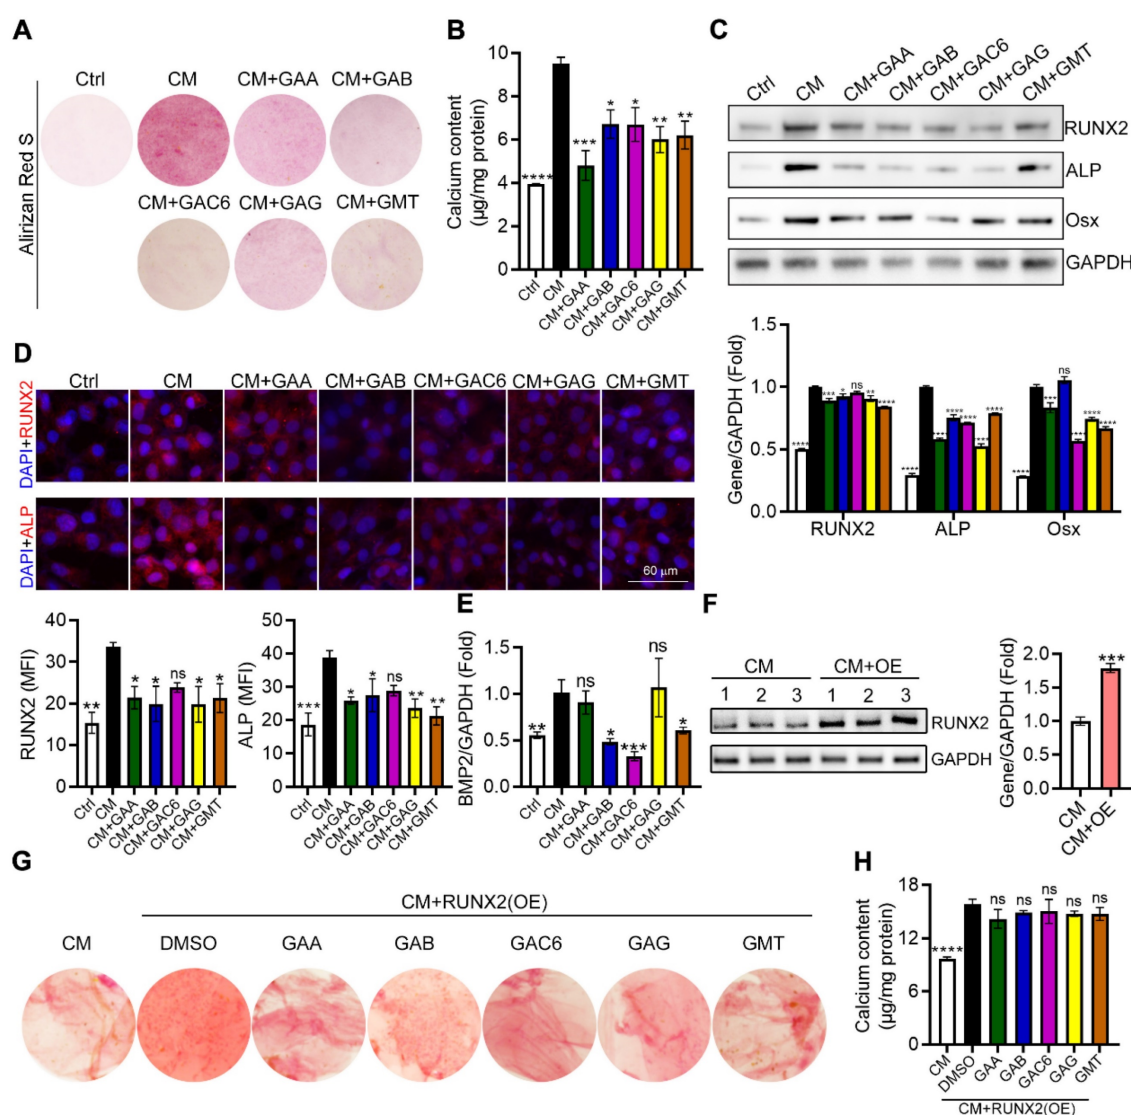 A
Ctrl CM CM+GAA CM+GAB
CM+GAC6 CM+GAG CM+GMT
Alirizan Red S
B
Calcium content
(μg/mg protein)
10
8
6
4
2
0
**** *** * * ** **
Ctrl CM CM+GAA CM+GAB CM+GAC6 CM+GAG CM+GMT
C
Ctrl CM CM+GAA CM+GAB CM+GAC6 CM+GAG CM+GMT
RUNX2
ALP
Osx
GAPDH
Gene/GAPDH (Fold)
1.5
1.0
0.5
0.0
**** *** * ns ** ****
**** **** **** **** **** ****
**** *** ns **** **** ****
RUNX2 ALP Osx
D
Ctrl CM CM+GAA CM+GAB CM+GAC6 CM+GAG CM+GMT
DAPI+RUNX2
DAPI+ALP
60 μm
RUNX2 (MFI)
40
30
20
10
0
** * * ns * *
Ctrl CM CM+GAA CM+GAB CM+GAC6 CM+GAG CM+GMT
ALP (MFI)
50
40
30
20
10
0
*** * * ns ** **
Ctrl CM CM+GAA CM+GAB CM+GAC6 CM+GAG CM+GMT
E
BMP2/GAPDH (Fold)
1.5
1.0
0.5
0.0
** ns * *** ns *
Ctrl CM CM+GAA CM+GAB CM+GAC6 CM+GAG CM+GMT
F
CM CM+OE
1 2 3 1 2 3
RUNX2
GAPDH
Gene/GAPDH (Fold)
2.0
1.5
1.0
0.5
0.0
***
CM CM+OE
G
CM+RUNX2(OE)
CM DMSO GAA GAB GAC6 GAG GMT
H
Calcium content
(μg/mg protein)
18
14
10
6
2
**** ns ns ns ns ns
CM DMSO GAA GAB GAC6 GAG GMT
CM+RUNX2(OE)